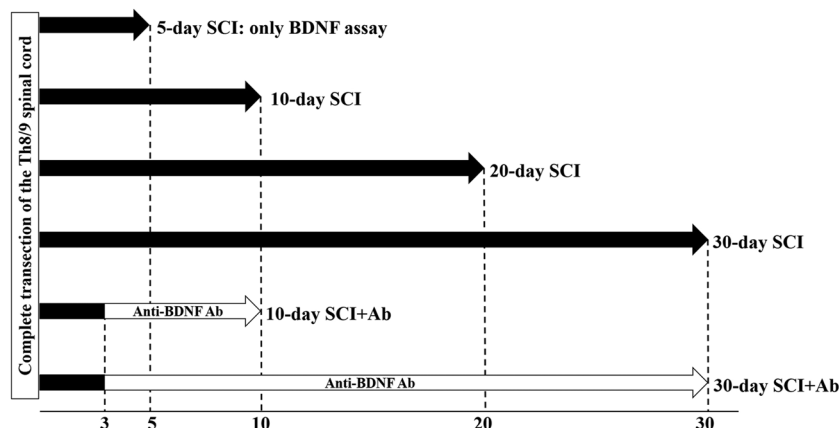 Complete transection of the Th8/9 spinal cord
5-day SCI: only BDNF assay
10-day SCI
20-day SCI
30-day SCI
Anti-BDNF Ab
10-day SCI+Ab
Anti-BDNF Ab
30-day SCI+Ab
3 5 10 20 30